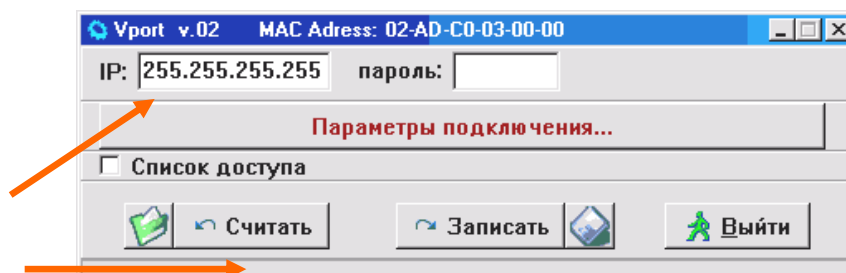 Vport v.02 MAC Adress: 02-AD-C0-03-00-00
IP: 255.255.255.255 пароль:
Параметры подключения...
Список доступа
Считать Записать Выйти